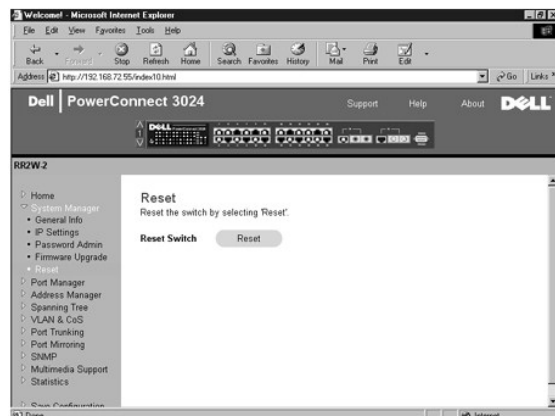 Welcome! - Microsoft Internet Explorer
File Edit View Favorites Tools Help
Back Forward Stop Refresh Home Search Favorites History Mail Print Edit
Address http://192.168.72.55/index10.html Go Links
Dell PowerConnect 3024 Support Help About DELL
DELL
RR2W-2
Home
System Manager
General Info
IP Settings
Password Admin
Firmware Upgrade
Reset
Port Manager
Address Manager
Spanning Tree
VLAN & CoS
Port Trunking
Port Mirroring
SNMP
Multimedia Support
Statistics
Save Configuration
Reset
Reset the switch by selecting 'Reset'.
Reset Switch Reset
Done Internet